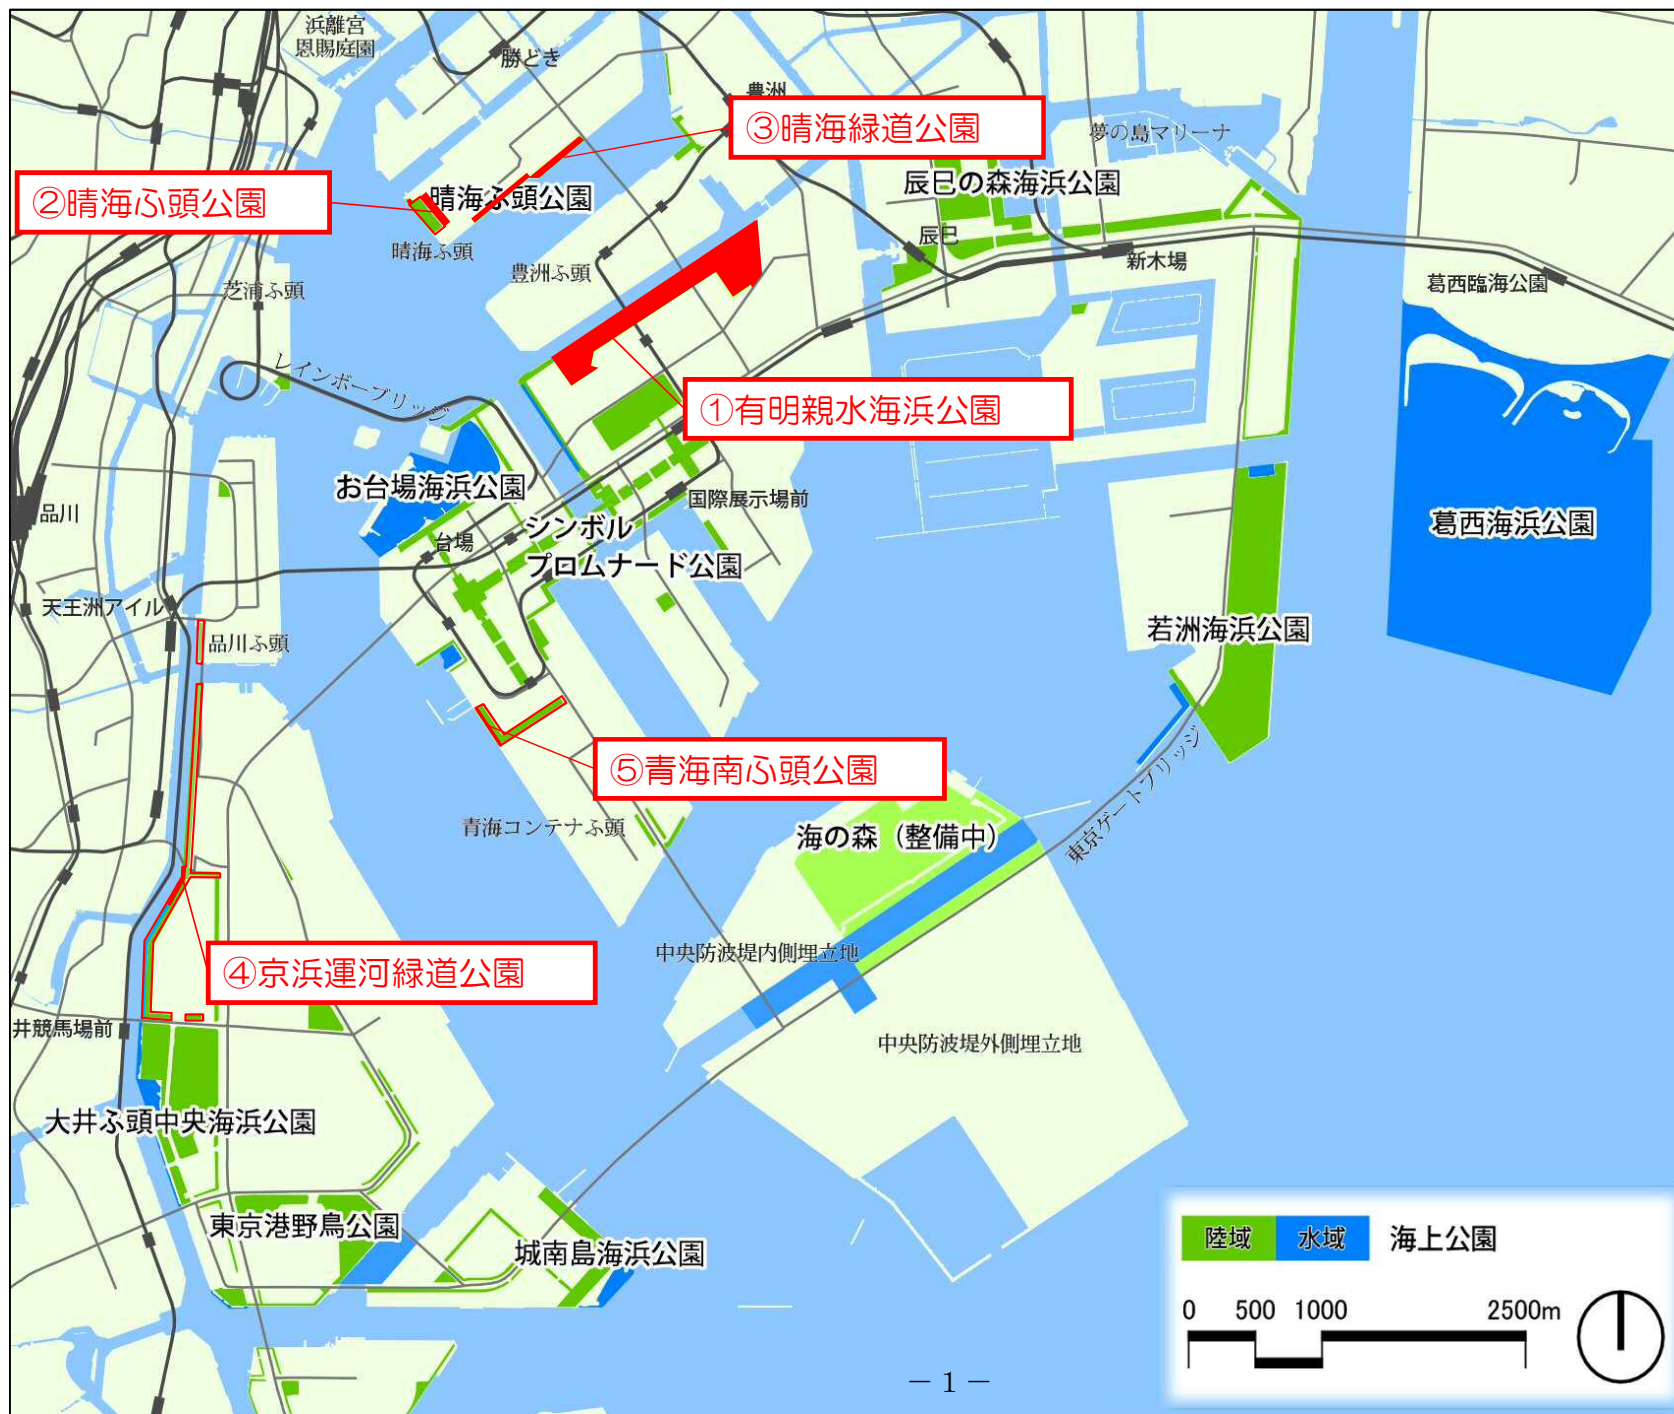 浜離宮
恩賜庭園
勝どき
豊洲
③晴海緑道公園
夢の島マリーナ
②晴海ふ頭公園
晴海ふ頭公園
辰巳の森海浜公園
晴海ふ頭
辰巳
豊洲ふ頭
新木場
葛西臨海公園
芝浦ふ頭
レインボーブリッジ
①有明親水海浜公園
お台場海浜公園
国際展示場前
品川
台場
シンボル
プロムナード公園
葛西海浜公園
天王洲アイル
品川ふ頭
若洲海浜公園
⑤青海南ふ頭公園
青海コンテナふ頭
海の森（整備中）
東京ゲートブリッジ
④京浜運河緑道公園
中央防波堤内側埋立地
井競馬場前
中央防波堤外側埋立地
大井ふ頭中央海浜公園
東京港野鳥公園
城南島海浜公園
陸域 水域 海上公園
0 500 1000 2500m
－1－